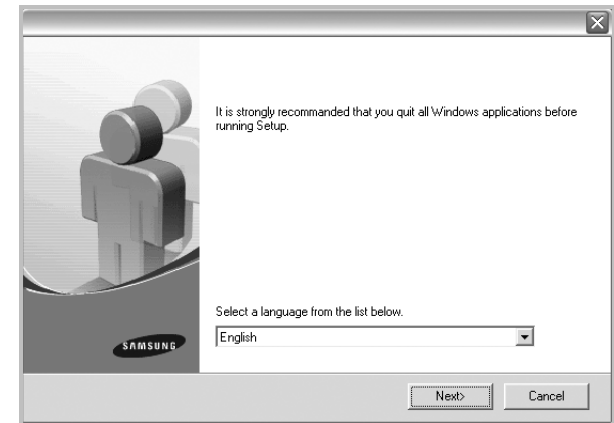 It is strongly recommanded that you quit all Windows applications before
running Setup.
Select a language from the list below.
English
SAMSUNG
Next>
Cancel